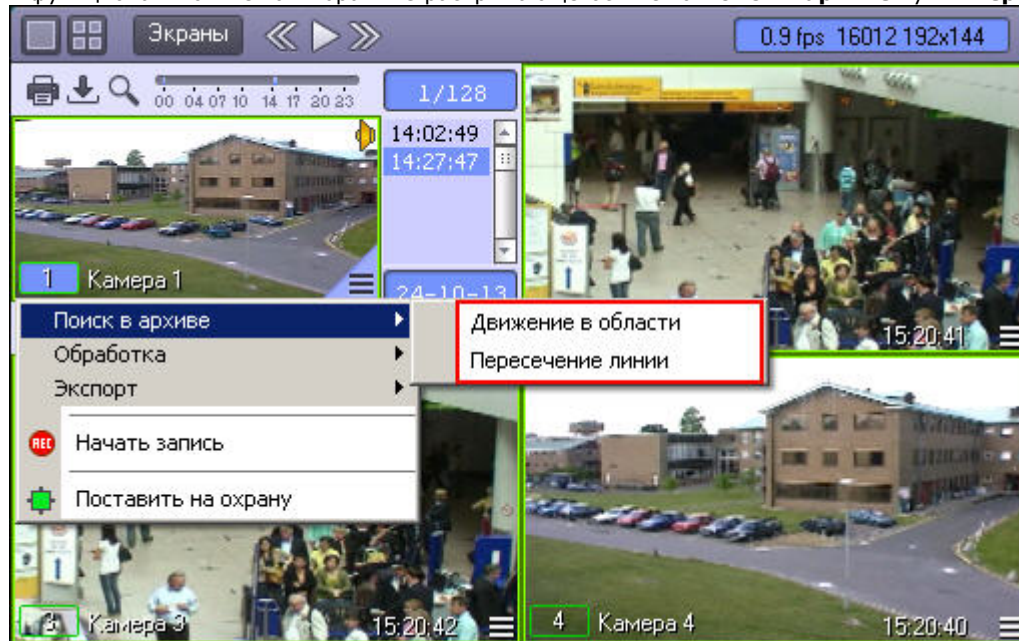 Экраны
0.9 fps 16012 192x144
00 04 07 10 14 17 20 23
1/128
14:02:49
14:27:47
1 Камера 1
24-10-13
Поиск в архиве
Движение в области
Обработка
Пересечение линии
Экспорт
REC Начать запись
Поставить на охрану
15:20:41
3 Камера 3
15:20:42
4 Камера 4
15:20:40